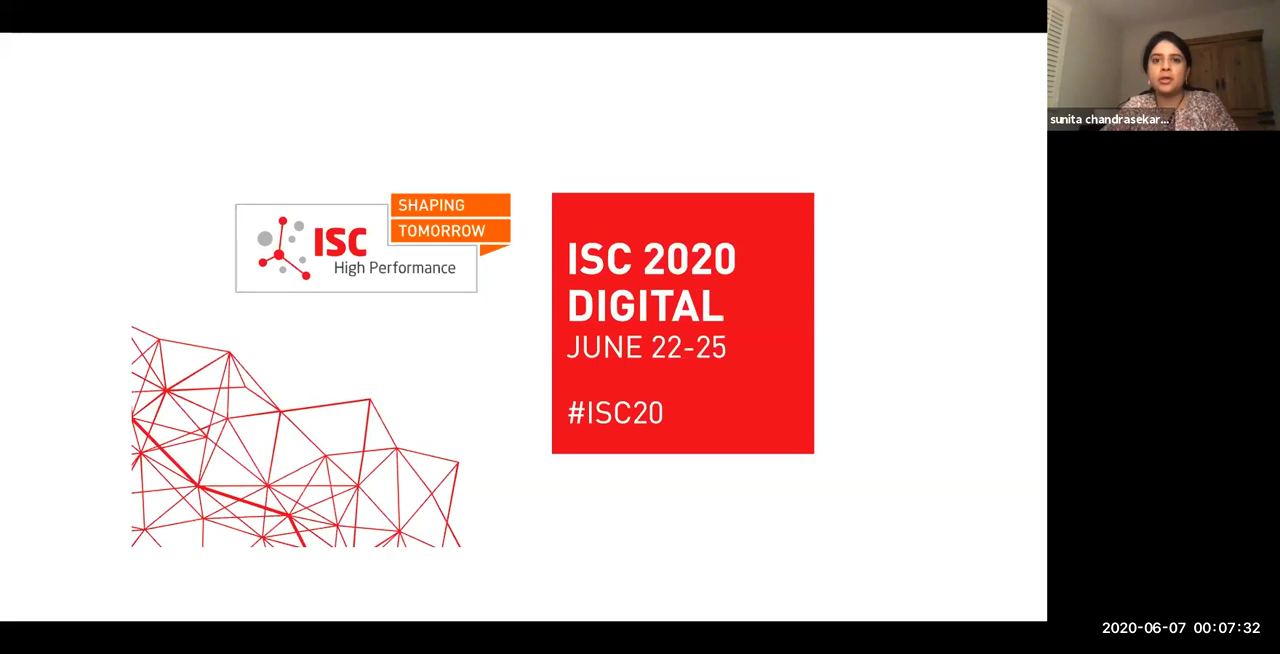 SHAPING
TOMORROW
ISC
High Performance
ISC 2020
DIGITAL
JUNE 22-25
#ISC20
sunita chandrasekar...
2020-06-07 00:07:32